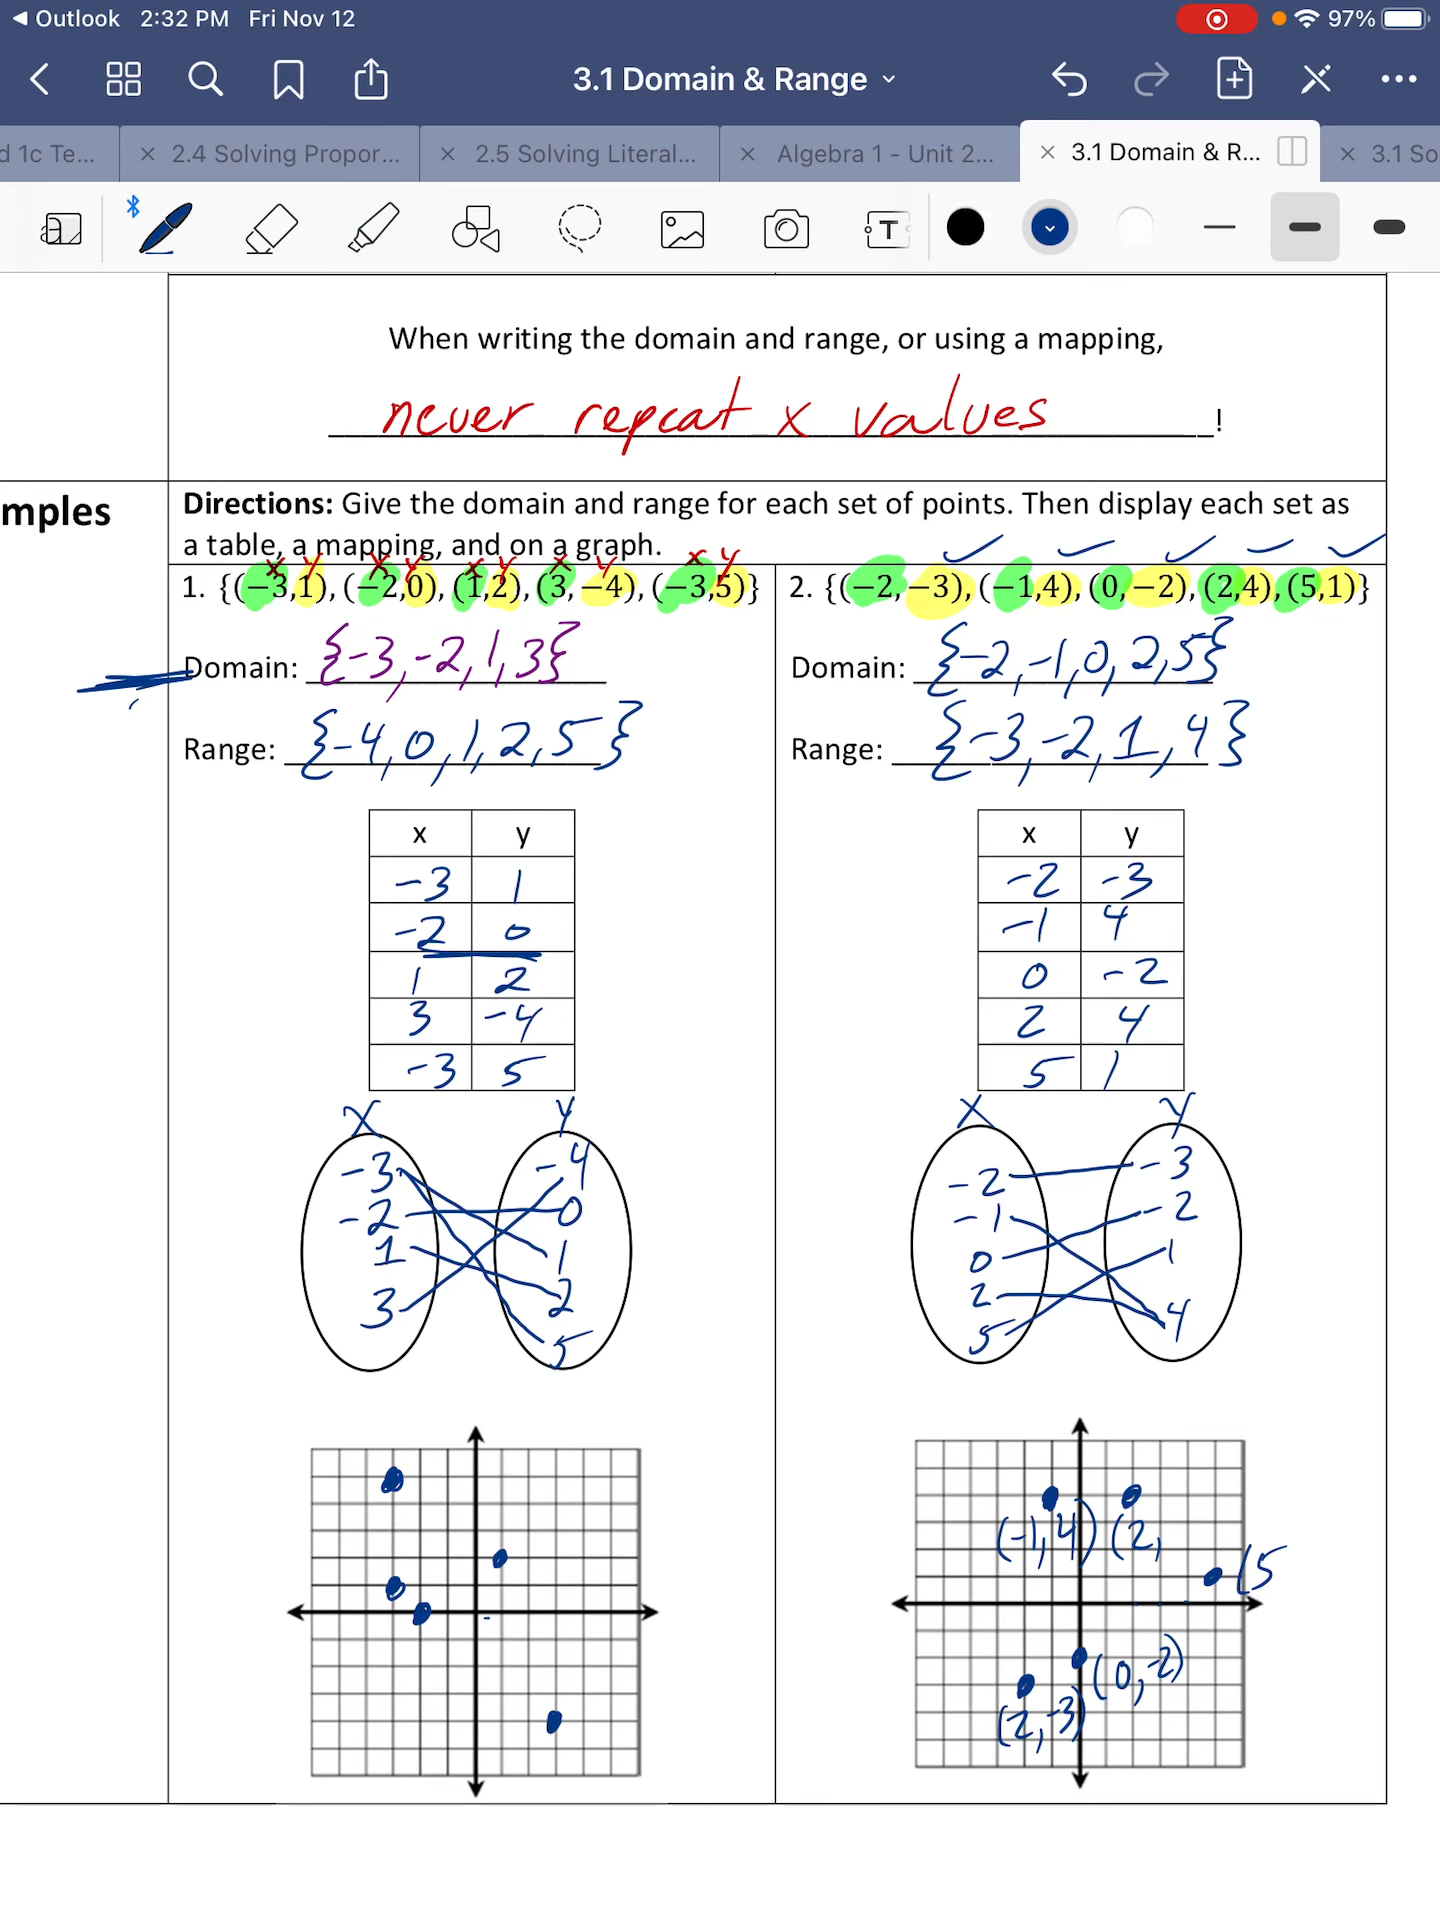 Outlook 2:32 PM Fri Nov 12 97%
3.1 Domain & Range
d 1c Te... × 2.4 Solving Propor... × 2.5 Solving Literal... × Algebra 1 - Unit 2... × 3.1 Domain & R... × 3.1 So
When writing the domain and range, or using a mapping,
never repeat x values !
mples
Directions: Give the domain and range for each set of points. Then display each set as
a table, a mapping, and on a graph.
x y x y x y x y x y
1. {(−3,1), (−2,0), (1,2), (3,−4), (−3,5)}
Domain: {-3,-2,1,3}
Range: {-4,0,1,2,5}
x y
-3 1
-2 0
1 2
3 -4
-3 5
X Y
-3 -4
-2 0
1 1
3 2
5
2. {(−2,−3), (−1,4), (0,−2), (2,4), (5,1)}
Domain: {-2,-1,0,2,5}
Range: {-3,-2,1,4}
x y
-2 -3
-1 4
0 -2
2 4
5 1
X Y
-2 -3
-1 -2
0 1
2 4
5
(-1,4) (2,
(5
(0,-2)
(2,-3)